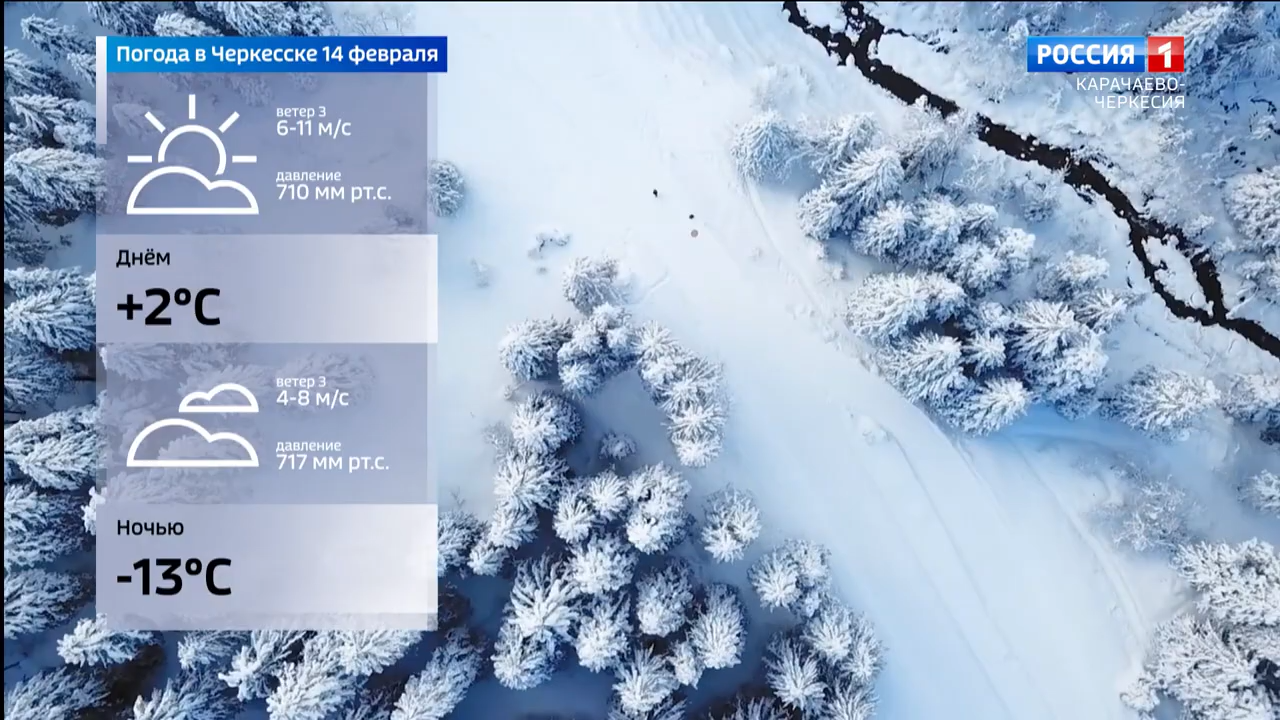 Погода в Черкесске 14 февраля
РОССИЯ 1
КАРАЧАЕВО-
ЧЕРКЕСИЯ
ветер З
6-11 м/с
давление
710 мм рт.с.
Днём
+2°C
ветер З
4-8 м/с
давление
717 мм рт.с.
Ночью
-13°C